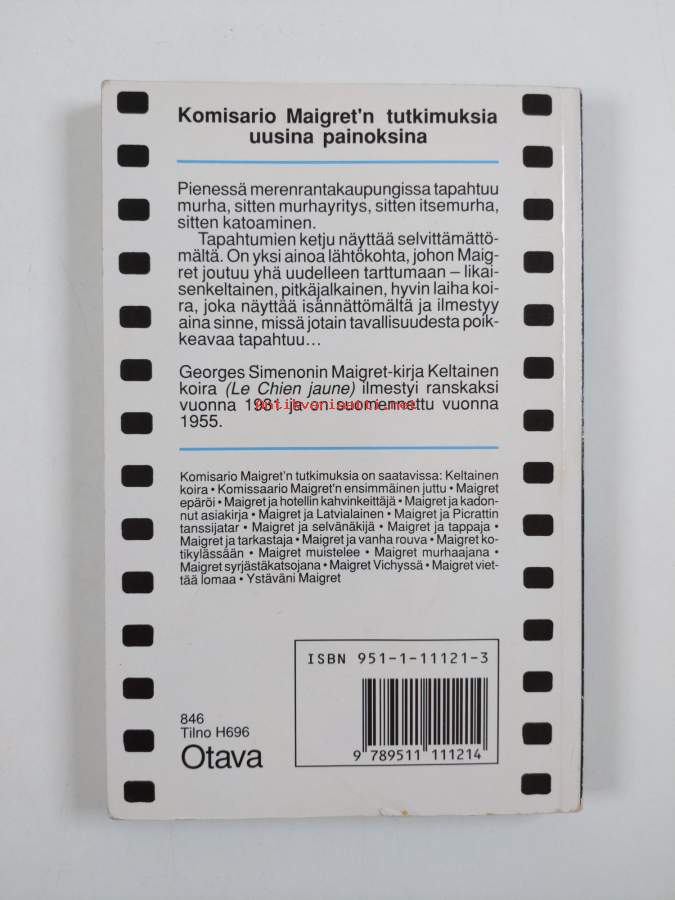 Komisario Maigret'n tutkimuksia
uusina painoksina
Pienessä merenrantakaupungissa tapahtuu
murha, sitten murhayritys, sitten itsemurha,
sitten katoaminen.
Tapahtumien ketju näyttää selvittämättö-
mältä. On yksi ainoa lähtökohta, johon Maig-
ret joutuu yhä uudelleen tarttumaan – likai-
senkeltainen, pitkäjalkainen, hyvin laiha koi-
ra, joka näyttää isännättömältä ja ilmestyy
aina sinne, missä jotain tavallisuudesta poik-
keavaa tapahtuu...
Georges Simenonin Maigret-kirja Keltainen
koira (Le Chien jaune) ilmestyi ranskaksi
vuonna 1931 ja on suomennettu vuonna
Antikvariaatti.net
1955.
Komisario Maigret'n tutkimuksia on saatavissa: Keltainen
koira • Komissaario Maigret'n ensimmäinen juttu • Maigret
epäröi • Maigret ja hotellin kahvinkeittäjä • Maigret ja kadon-
nut asiakirja • Maigret ja Latvialainen • Maigret ja Picrattin
tanssijatar • Maigret ja selvänäkijä • Maigret ja tappaja •
Maigret ja tarkastaja • Maigret ja vanha rouva • Maigret ko-
tikylässään • Maigret muistelee • Maigret murhaajana •
Maigret syrjästäkatsojana • Maigret Vichyssä • Maigret viet-
tää lomaa • Ystäväni Maigret
ISBN 951-1-11121-3
9 789511 111214
846
Tilno H696
Otava